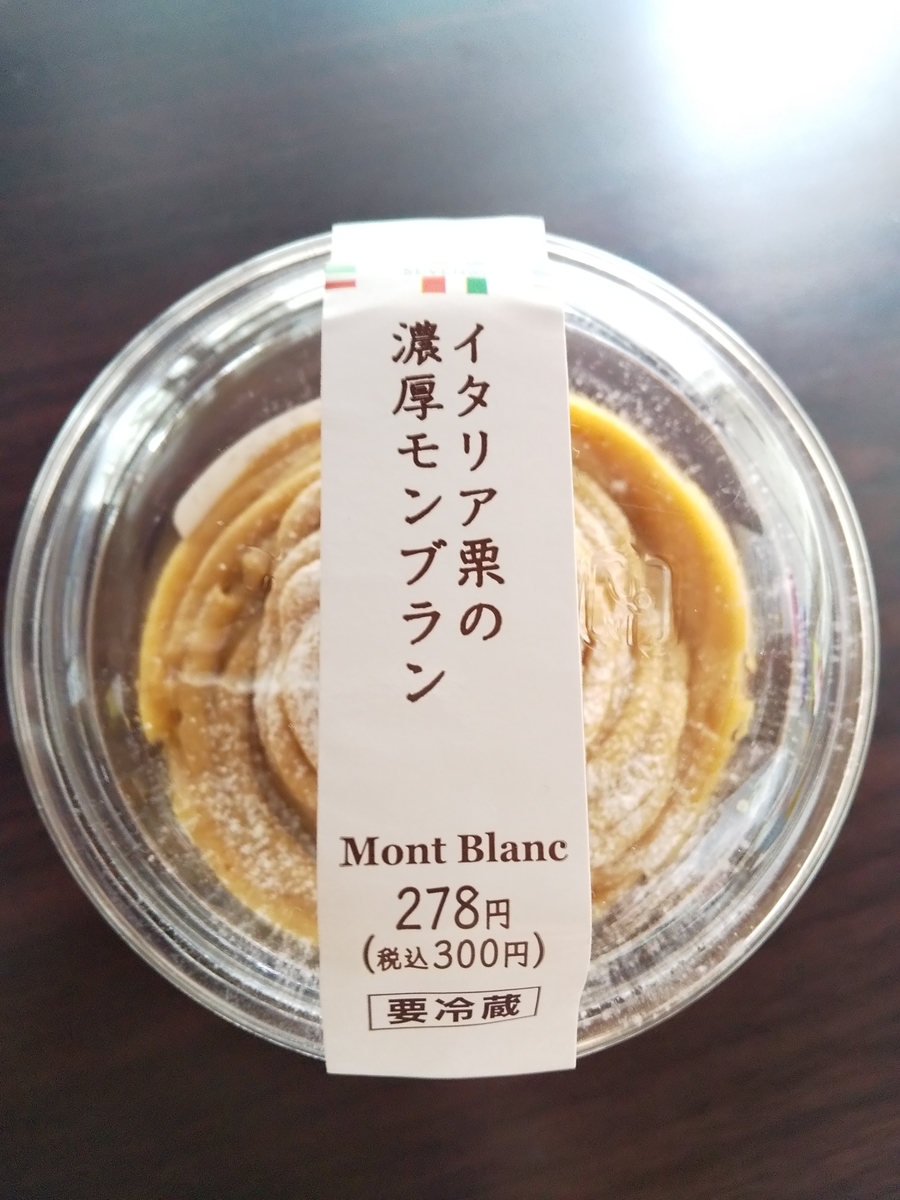 イタリア栗の
濃厚モンブラン
Mont Blanc
278円
(税込300円)
要冷蔵